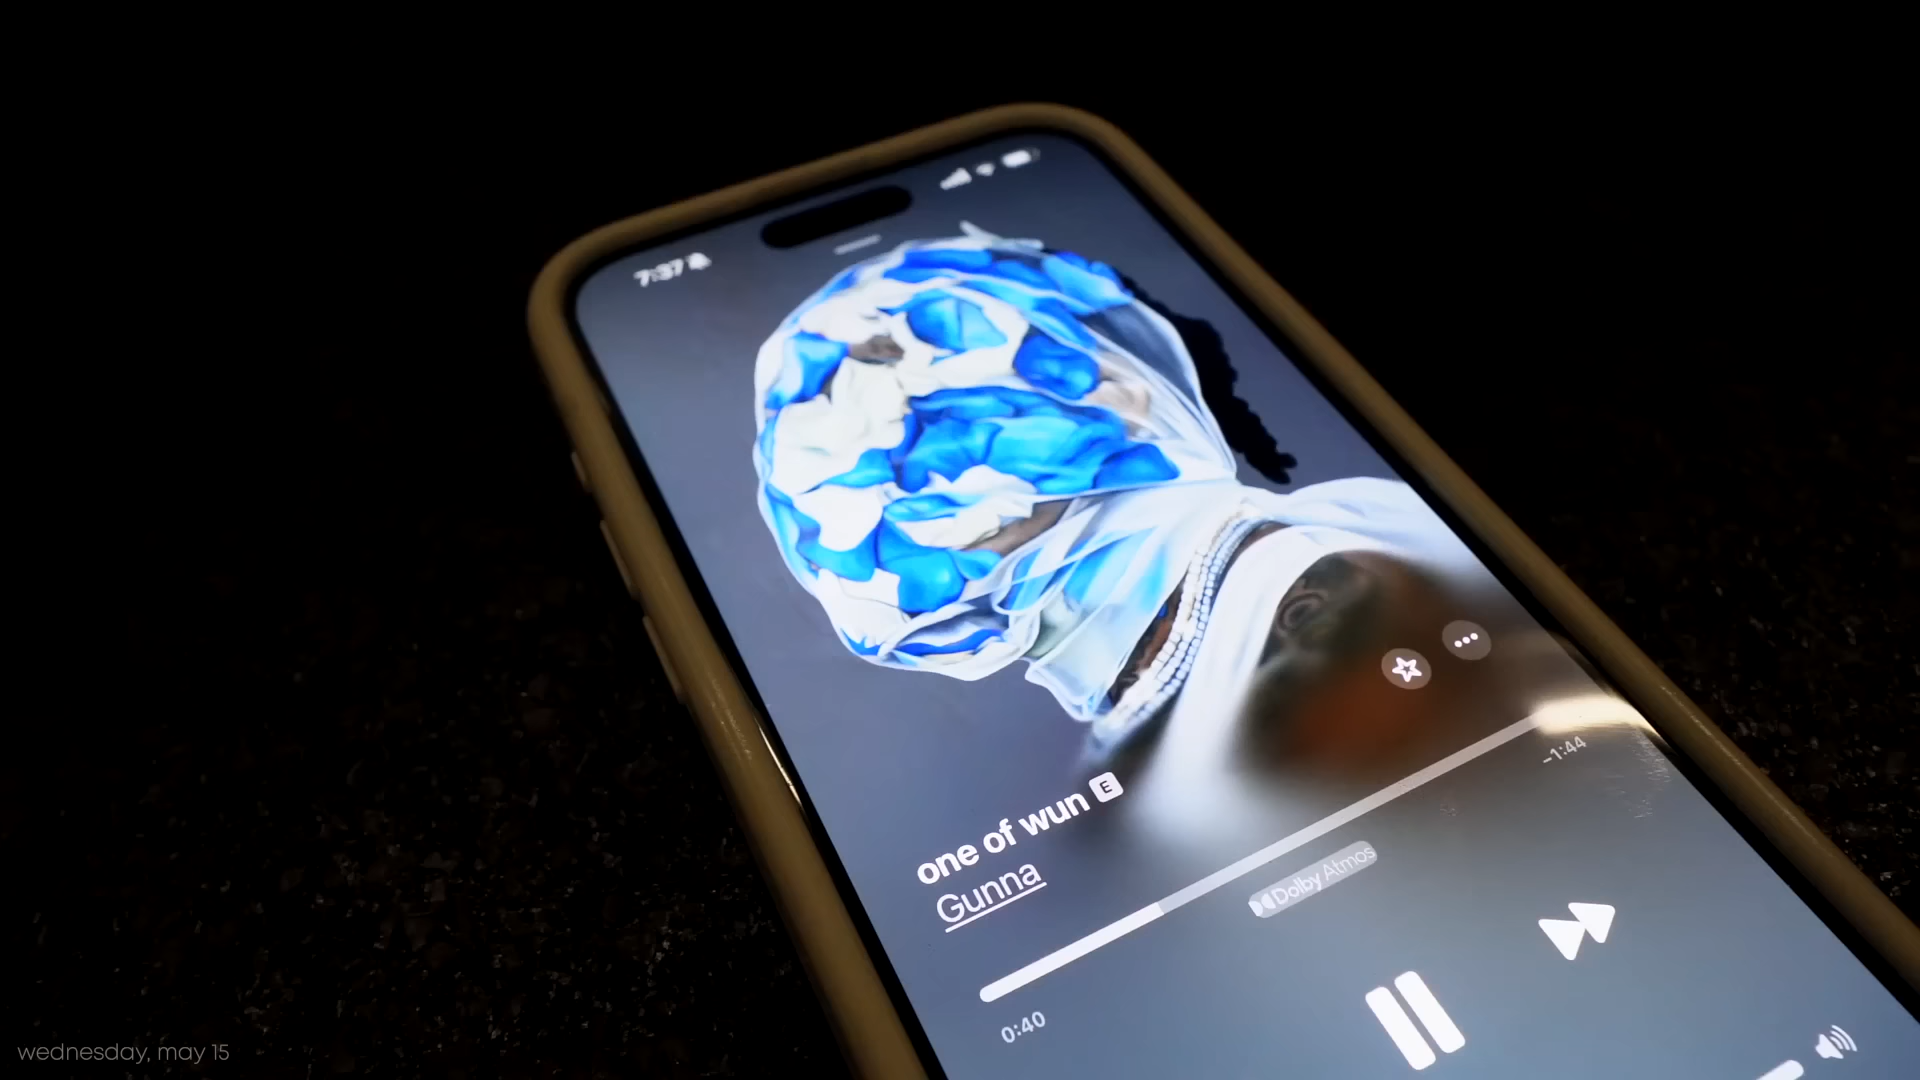 7:37
one of wun E
Gunna
-1:44
Dolby Atmos
0:40
wednesday, may 15